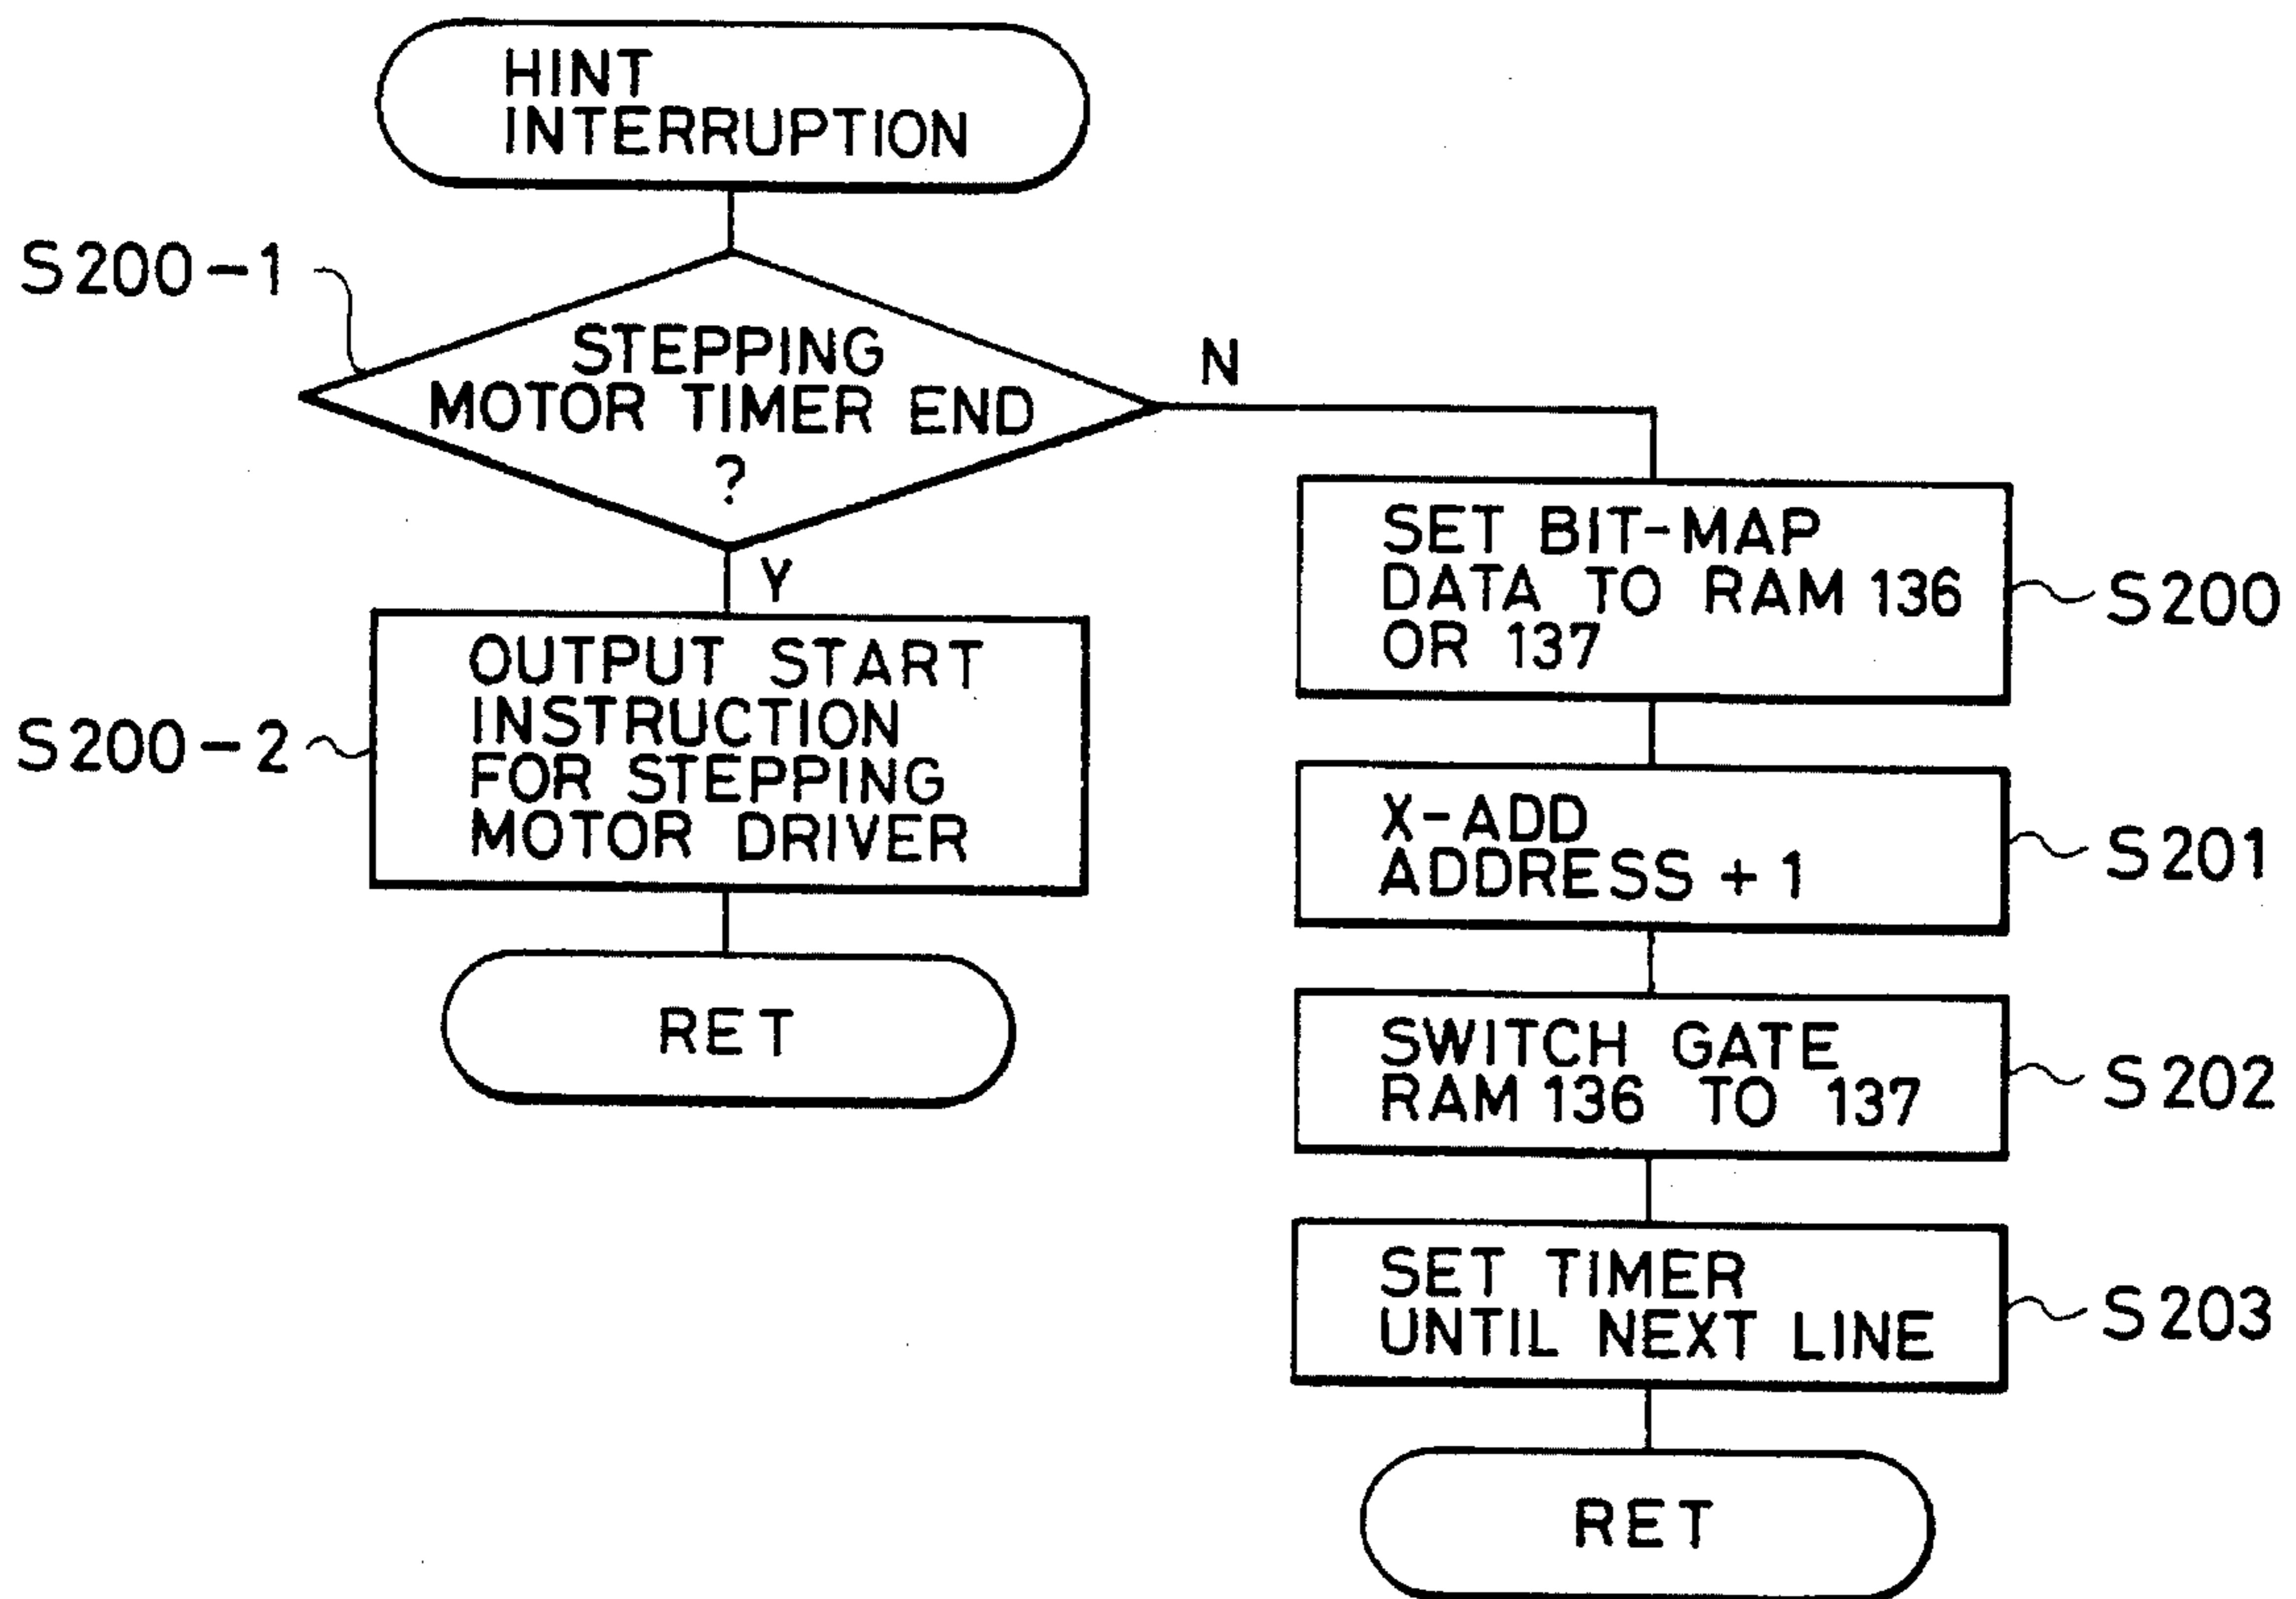 HINT
INTERRUPTION
S200-1
STEPPING
MOTOR TIMER END
?
N
Y
S200-2
OUTPUT START
INSTRUCTION
FOR STEPPING
MOTOR DRIVER
RET
SET BIT-MAP
DATA TO RAM 136
OR 137
S200
X-ADD
ADDRESS + 1
S201
SWITCH GATE
RAM 136 TO 137
S202
SET TIMER
UNTIL NEXT LINE
S203
RET